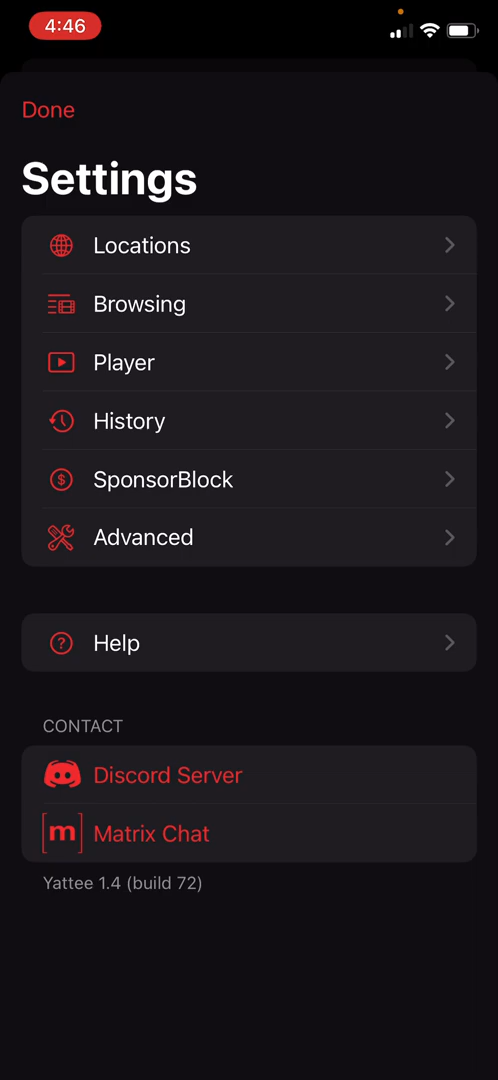 4:46
Done
Settings
Locations
Browsing
Player
History
SponsorBlock
Advanced
Help
CONTACT
Discord Server
[m] Matrix Chat
Yattee 1.4 (build 72)